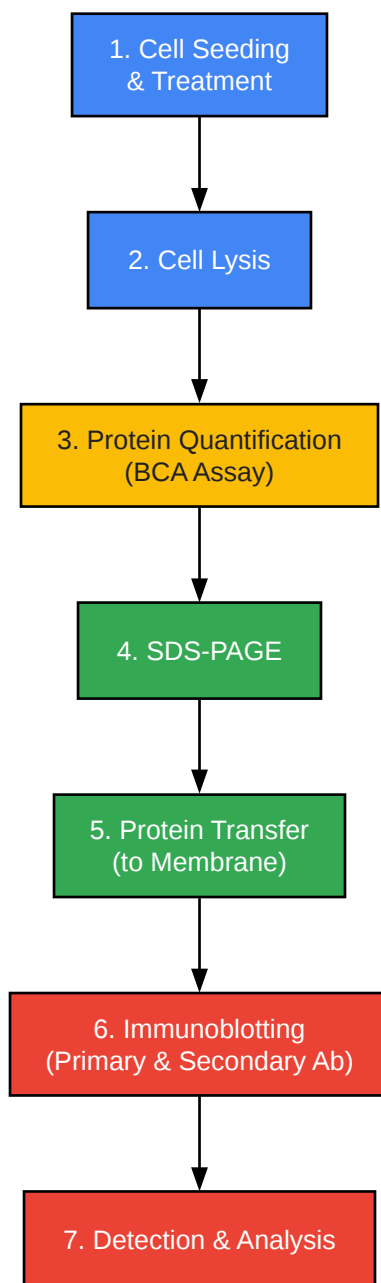 1. Cell Seeding
& Treatment
2. Cell Lysis
3. Protein Quantification
(BCA Assay)
4. SDS-PAGE
5. Protein Transfer
(to Membrane)
6. Immunoblotting
(Primary & Secondary Ab)
7. Detection & Analysis